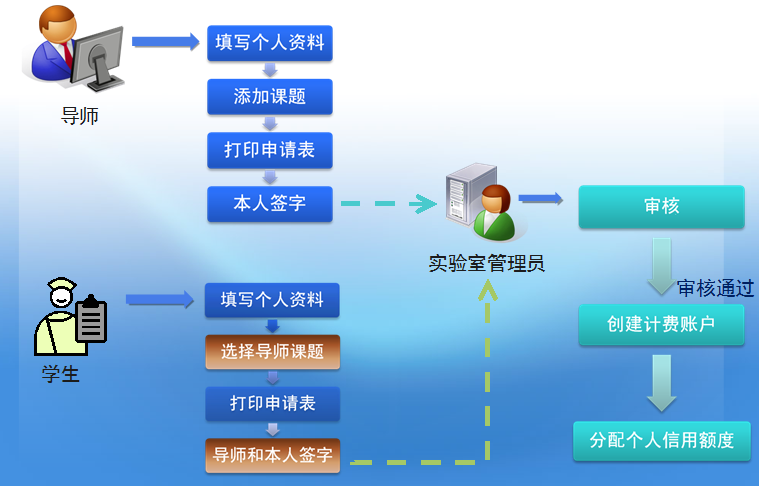 导师
填写个人资料
添加课题
打印申请表
本人签字
实验室管理员
审核
审核通过
创建计费账户
分配个人信用额度
学生
填写个人资料
选择导师课题
打印申请表
导师和本人签字